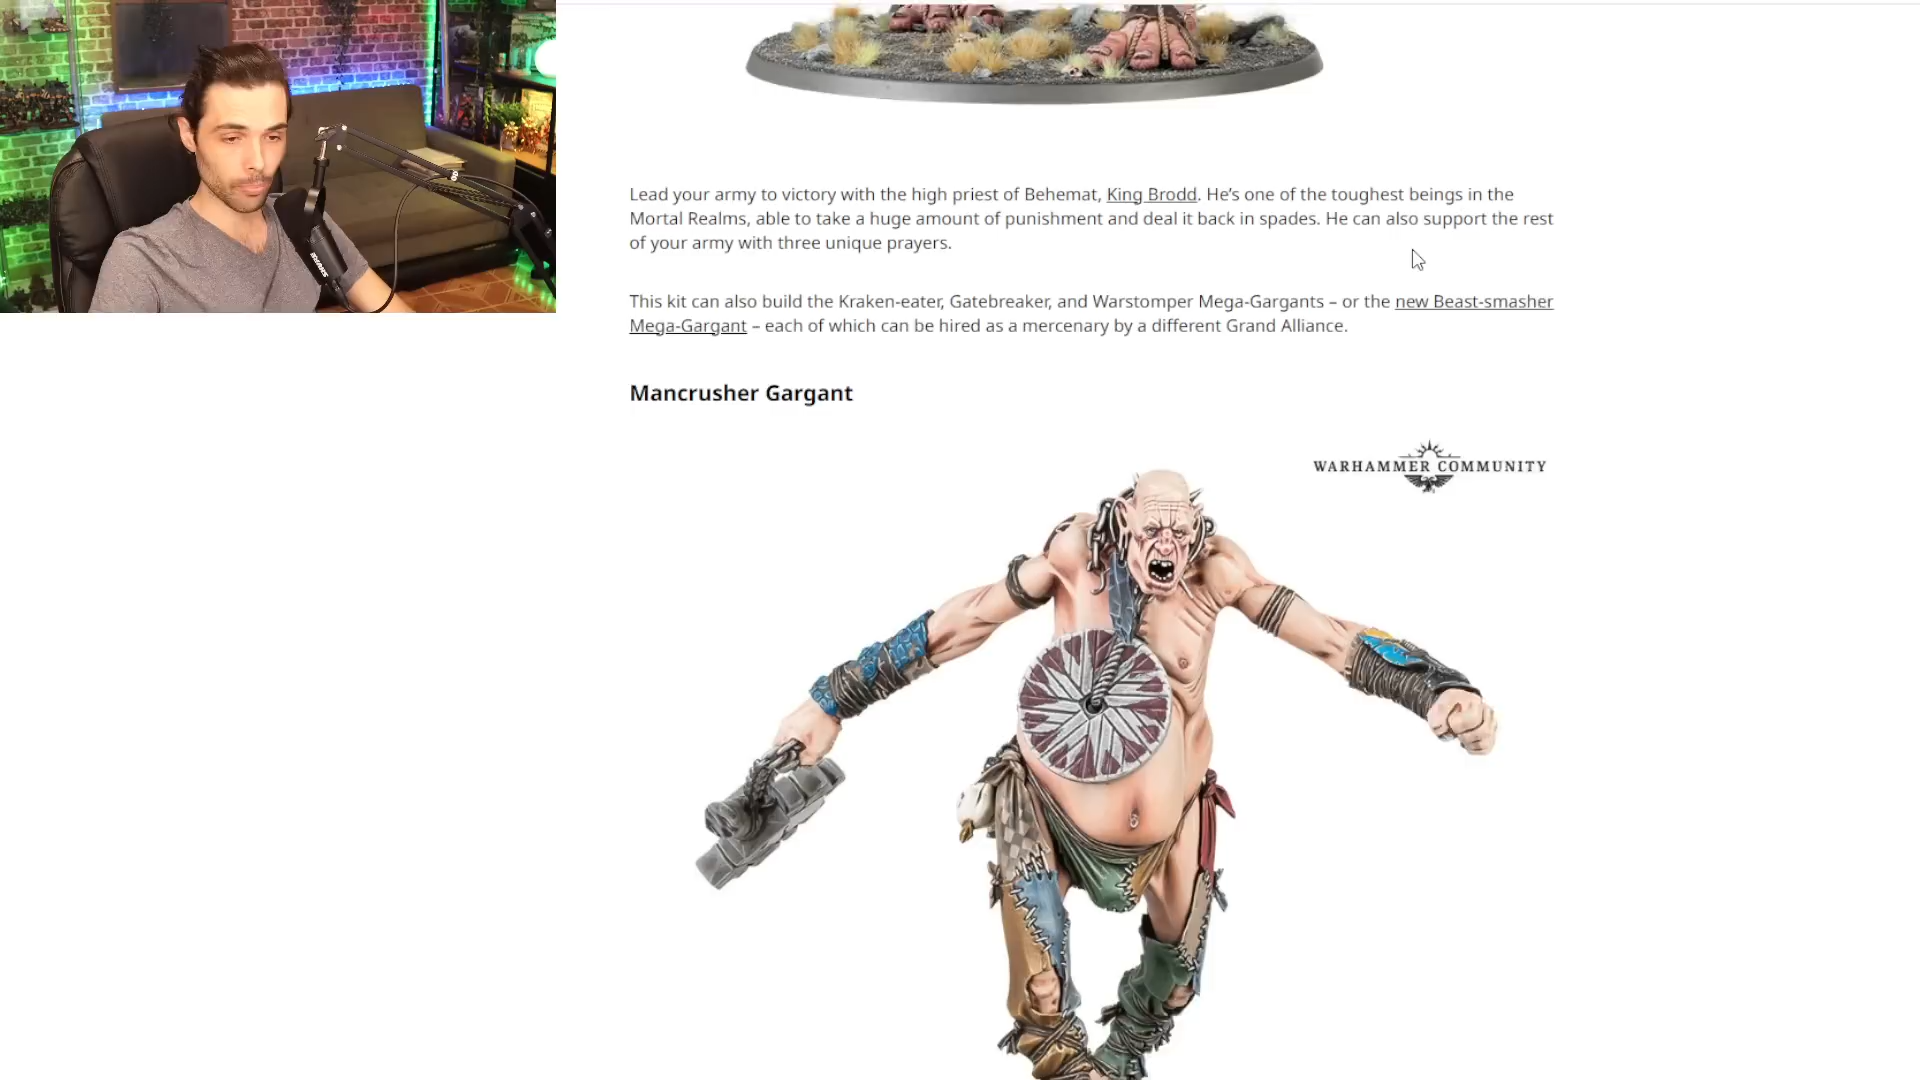 Lead your army to victory with the high priest of Behemat, King Brodd. He’s one of the toughest beings in the
Mortal Realms, able to take a huge amount of punishment and deal it back in spades. He can also support the rest
of your army with three unique prayers.
This kit can also build the Kraken-eater, Gatebreaker, and Warstomper Mega-Gargants – or the new Beast-smasher
Mega-Gargant – each of which can be hired as a mercenary by a different Grand Alliance.
Mancrusher Gargant
WARHAMMER COMMUNITY